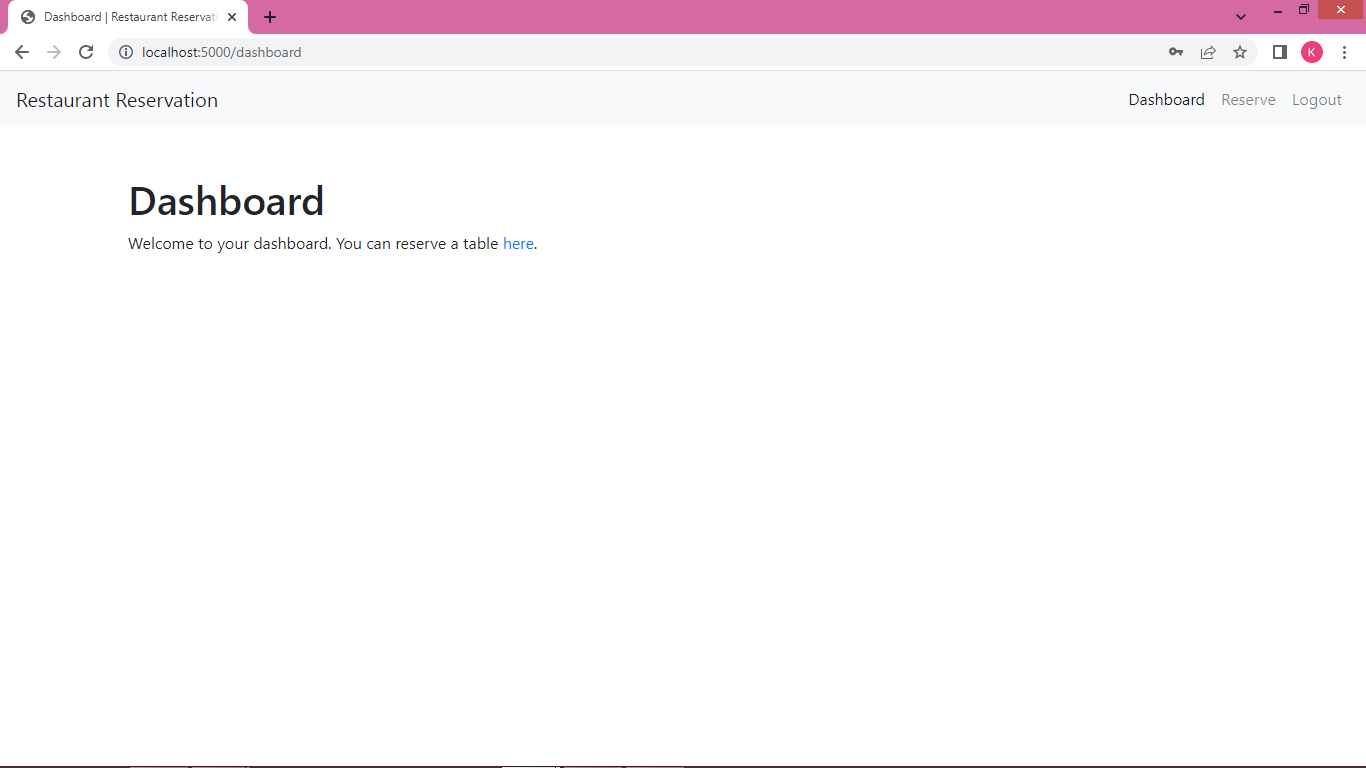 Dashboard | Restaurant Reservati
localhost:5000/dashboard
K
Restaurant Reservation
Dashboard Reserve Logout
Dashboard
Welcome to your dashboard. You can reserve a table here.